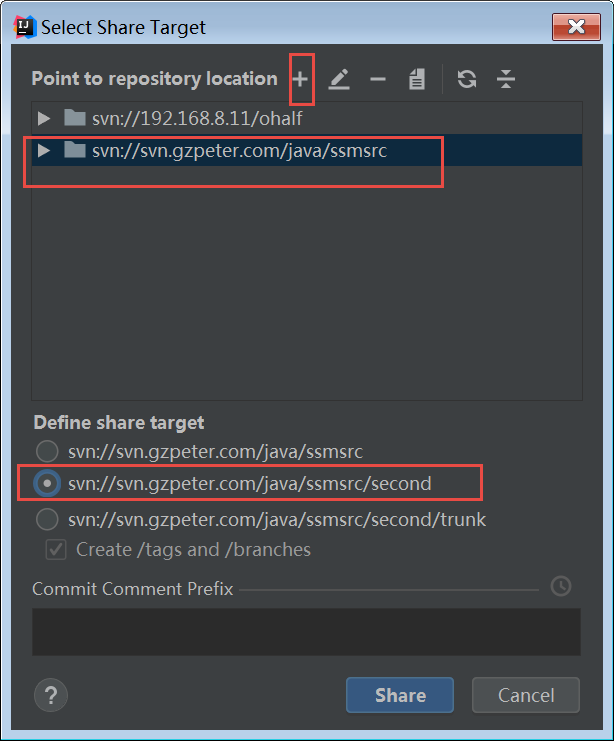 IJ
Select Share Target
Point to repository location
svn://192.168.8.11/ohalf
svn://svn.gzpeter.com/java/ssmsrc
Define share target
svn://svn.gzpeter.com/java/ssmsrc
svn://svn.gzpeter.com/java/ssmsrc/second
svn://svn.gzpeter.com/java/ssmsrc/second/trunk
Create /tags and /branches
Commit Comment Prefix
?
Share
Cancel